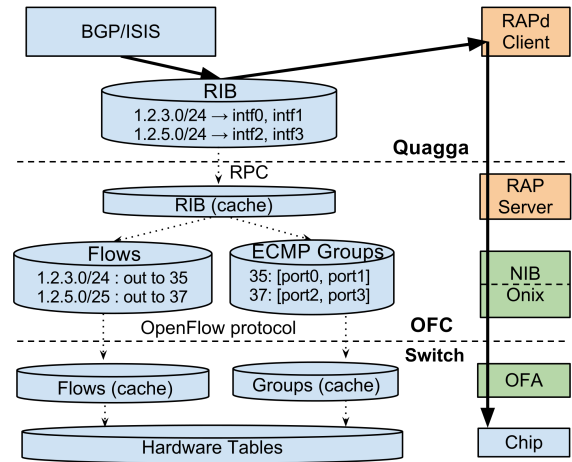 BGP/ISIS
RAPd
Client
RIB
1.2.3.0/24 → intf0, intf1
1.2.5.0/24 → intf2, intf3
Quagga
RPC
RIB (cache)
RAP
Server
Flows
1.2.3.0/24 : out to 35
1.2.5.0/25 : out to 37
ECMP Groups
35: [port0, port1]
37: [port2, port3]
NIB
Onix
OpenFlow protocol
OFC
Switch
Flows (cache)
Groups (cache)
OFA
Hardware Tables
Chip